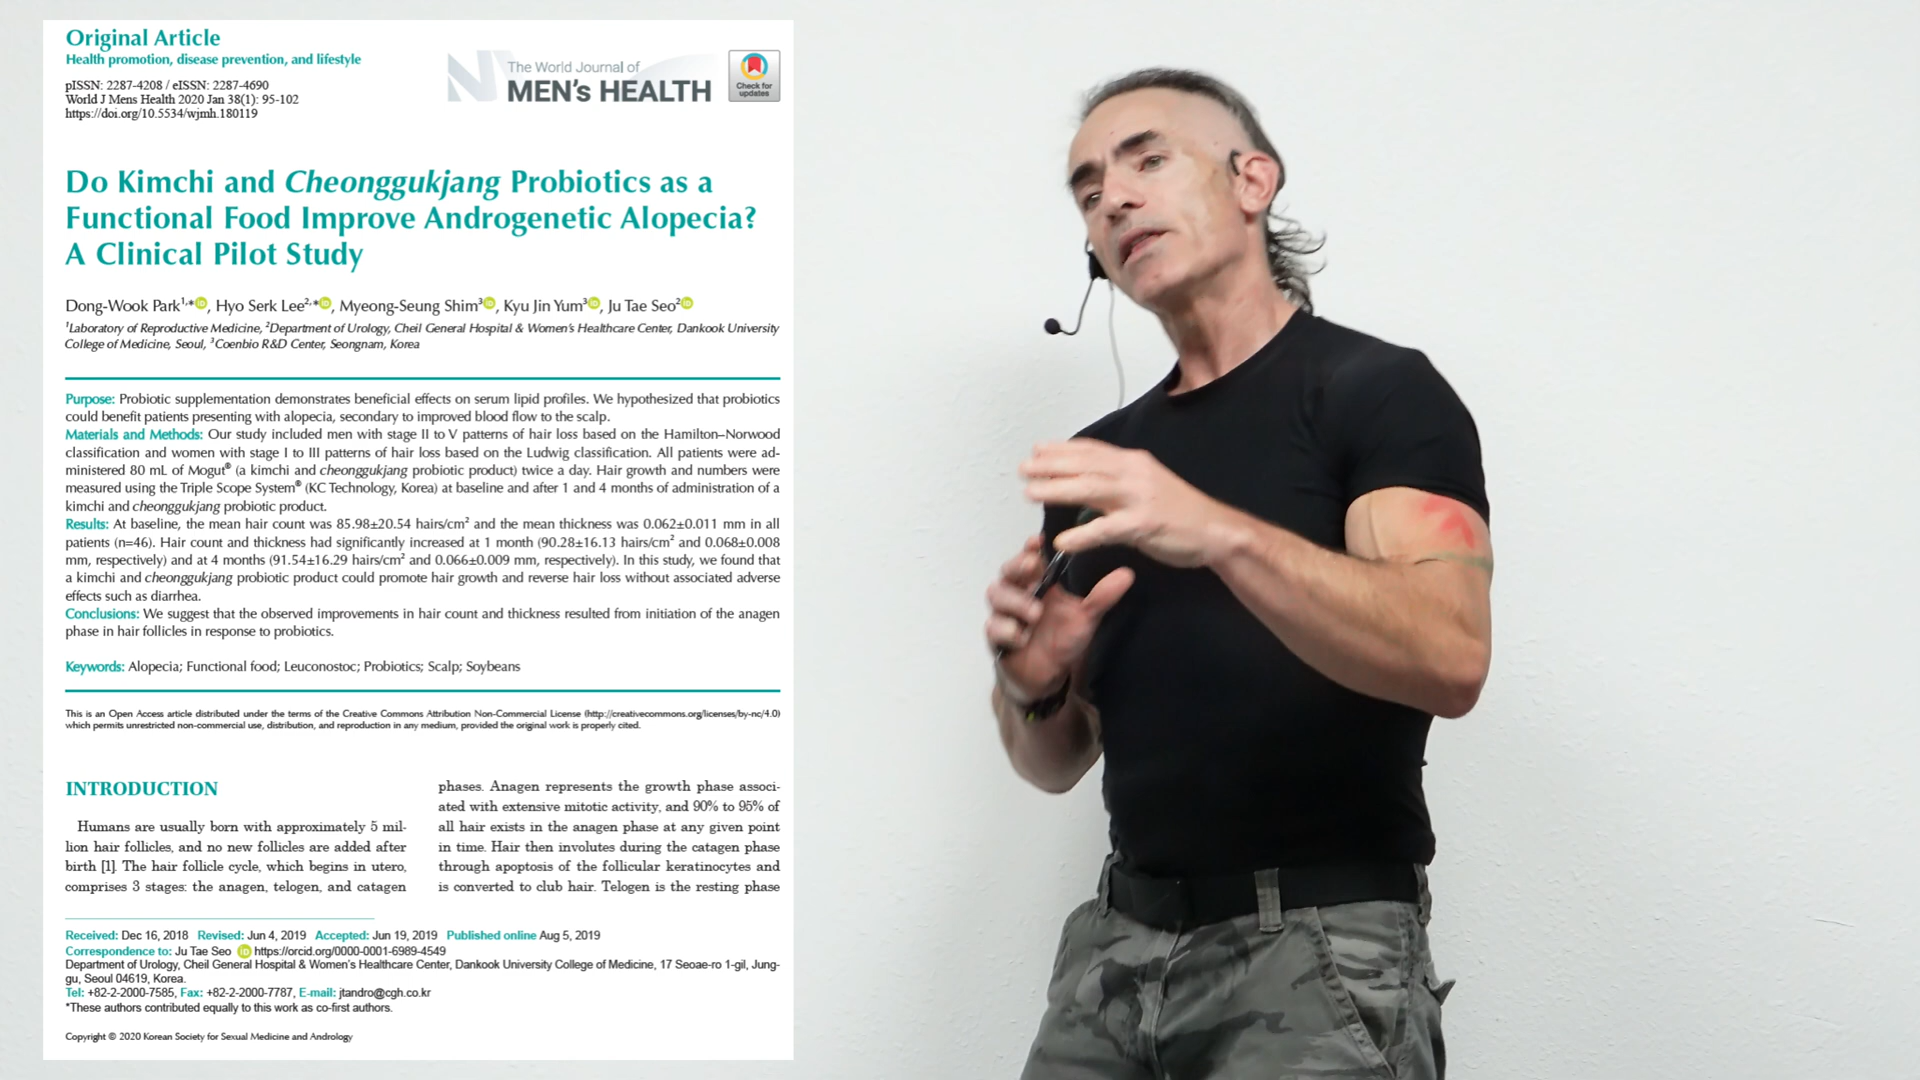 Original Article
Health promotion, disease prevention, and lifestyle
pISSN: 2287-4208 / eISSN: 2287-4690
World J Mens Health 2020 Jan 38(1): 95-102
https://doi.org/10.5534/wjmh.180119
The World Journal of
MEN's HEALTH
Check for
updates
Do Kimchi and Cheonggukjang Probiotics as a
Functional Food Improve Androgenetic Alopecia?
A Clinical Pilot Study
Dong-Wook Park1,*, Hyo Serk Lee2,*, Myeong-Seung Shim3, Kyu Jin Yum3, Ju Tae Seo2
1Laboratory of Reproductive Medicine, 2Department of Urology, Cheil General Hospital & Women's Healthcare Center, Dankook University
College of Medicine, Seoul, 3Coenbio R&D Center, Seongnam, Korea
Purpose: Probiotic supplementation demonstrates beneficial effects on serum lipid profiles. We hypothesized that probiotics
could benefit patients presenting with alopecia, secondary to improved blood flow to the scalp.
Materials and Methods: Our study included men with stage II to V patterns of hair loss based on the Hamilton–Norwood
classification and women with stage I to III patterns of hair loss based on the Ludwig classification. All patients were ad-
ministered 80 mL of Mogut® (a kimchi and cheonggukjang probiotic product) twice a day. Hair growth and numbers were
measured using the Triple Scope System® (KC Technology, Korea) at baseline and after 1 and 4 months of administration of a
kimchi and cheonggukjang probiotic product.
Results: At baseline, the mean hair count was 85.98±20.54 hairs/cm² and the mean thickness was 0.062±0.011 mm in all
patients (n=46). Hair count and thickness had significantly increased at 1 month (90.28±16.13 hairs/cm² and 0.068±0.008
mm, respectively) and at 4 months (91.54±16.29 hairs/cm² and 0.066±0.009 mm, respectively). In this study, we found that
a kimchi and cheonggukjang probiotic product could promote hair growth and reverse hair loss without associated adverse
effects such as diarrhea.
Conclusions: We suggest that the observed improvements in hair count and thickness resulted from initiation of the anagen
phase in hair follicles in response to probiotics.
Keywords: Alopecia; Functional food; Leuconostoc; Probiotics; Scalp; Soybeans
This is an Open Access article distributed under the terms of the Creative Commons Attribution Non-Commercial License (http://creativecommons.org/licenses/by-nc/4.0)
which permits unrestricted non-commercial use, distribution, and reproduction in any medium, provided the original work is properly cited.
INTRODUCTION
Humans are usually born with approximately 5 mil-
lion hair follicles, and no new follicles are added after
birth [1]. The hair follicle cycle, which begins in utero,
comprises 3 stages: the anagen, telogen, and catagen
phases. Anagen represents the growth phase associ-
ated with extensive mitotic activity, and 90% to 95% of
all hair exists in the anagen phase at any given point
in time. Hair then involutes during the catagen phase
through apoptosis of the follicular keratinocytes and
is converted to club hair. Telogen is the resting phase
Received: Dec 16, 2018 Revised: Jun 4, 2019 Accepted: Jun 19, 2019 Published online Aug 5, 2019
Correspondence to: Ju Tae Seo https://orcid.org/0000-0001-6989-4549
Department of Urology, Cheil General Hospital & Women's Healthcare Center, Dankook University College of Medicine, 17 Seoae-ro 1-gil, Jung-
gu, Seoul 04619, Korea.
Tel: +82-2-2000-7585, Fax: +82-2-2000-7787, E-mail: jtandro@cgh.co.kr
*These authors contributed equally to this work as co-first authors.
Copyright © 2020 Korean Society for Sexual Medicine and Andrology